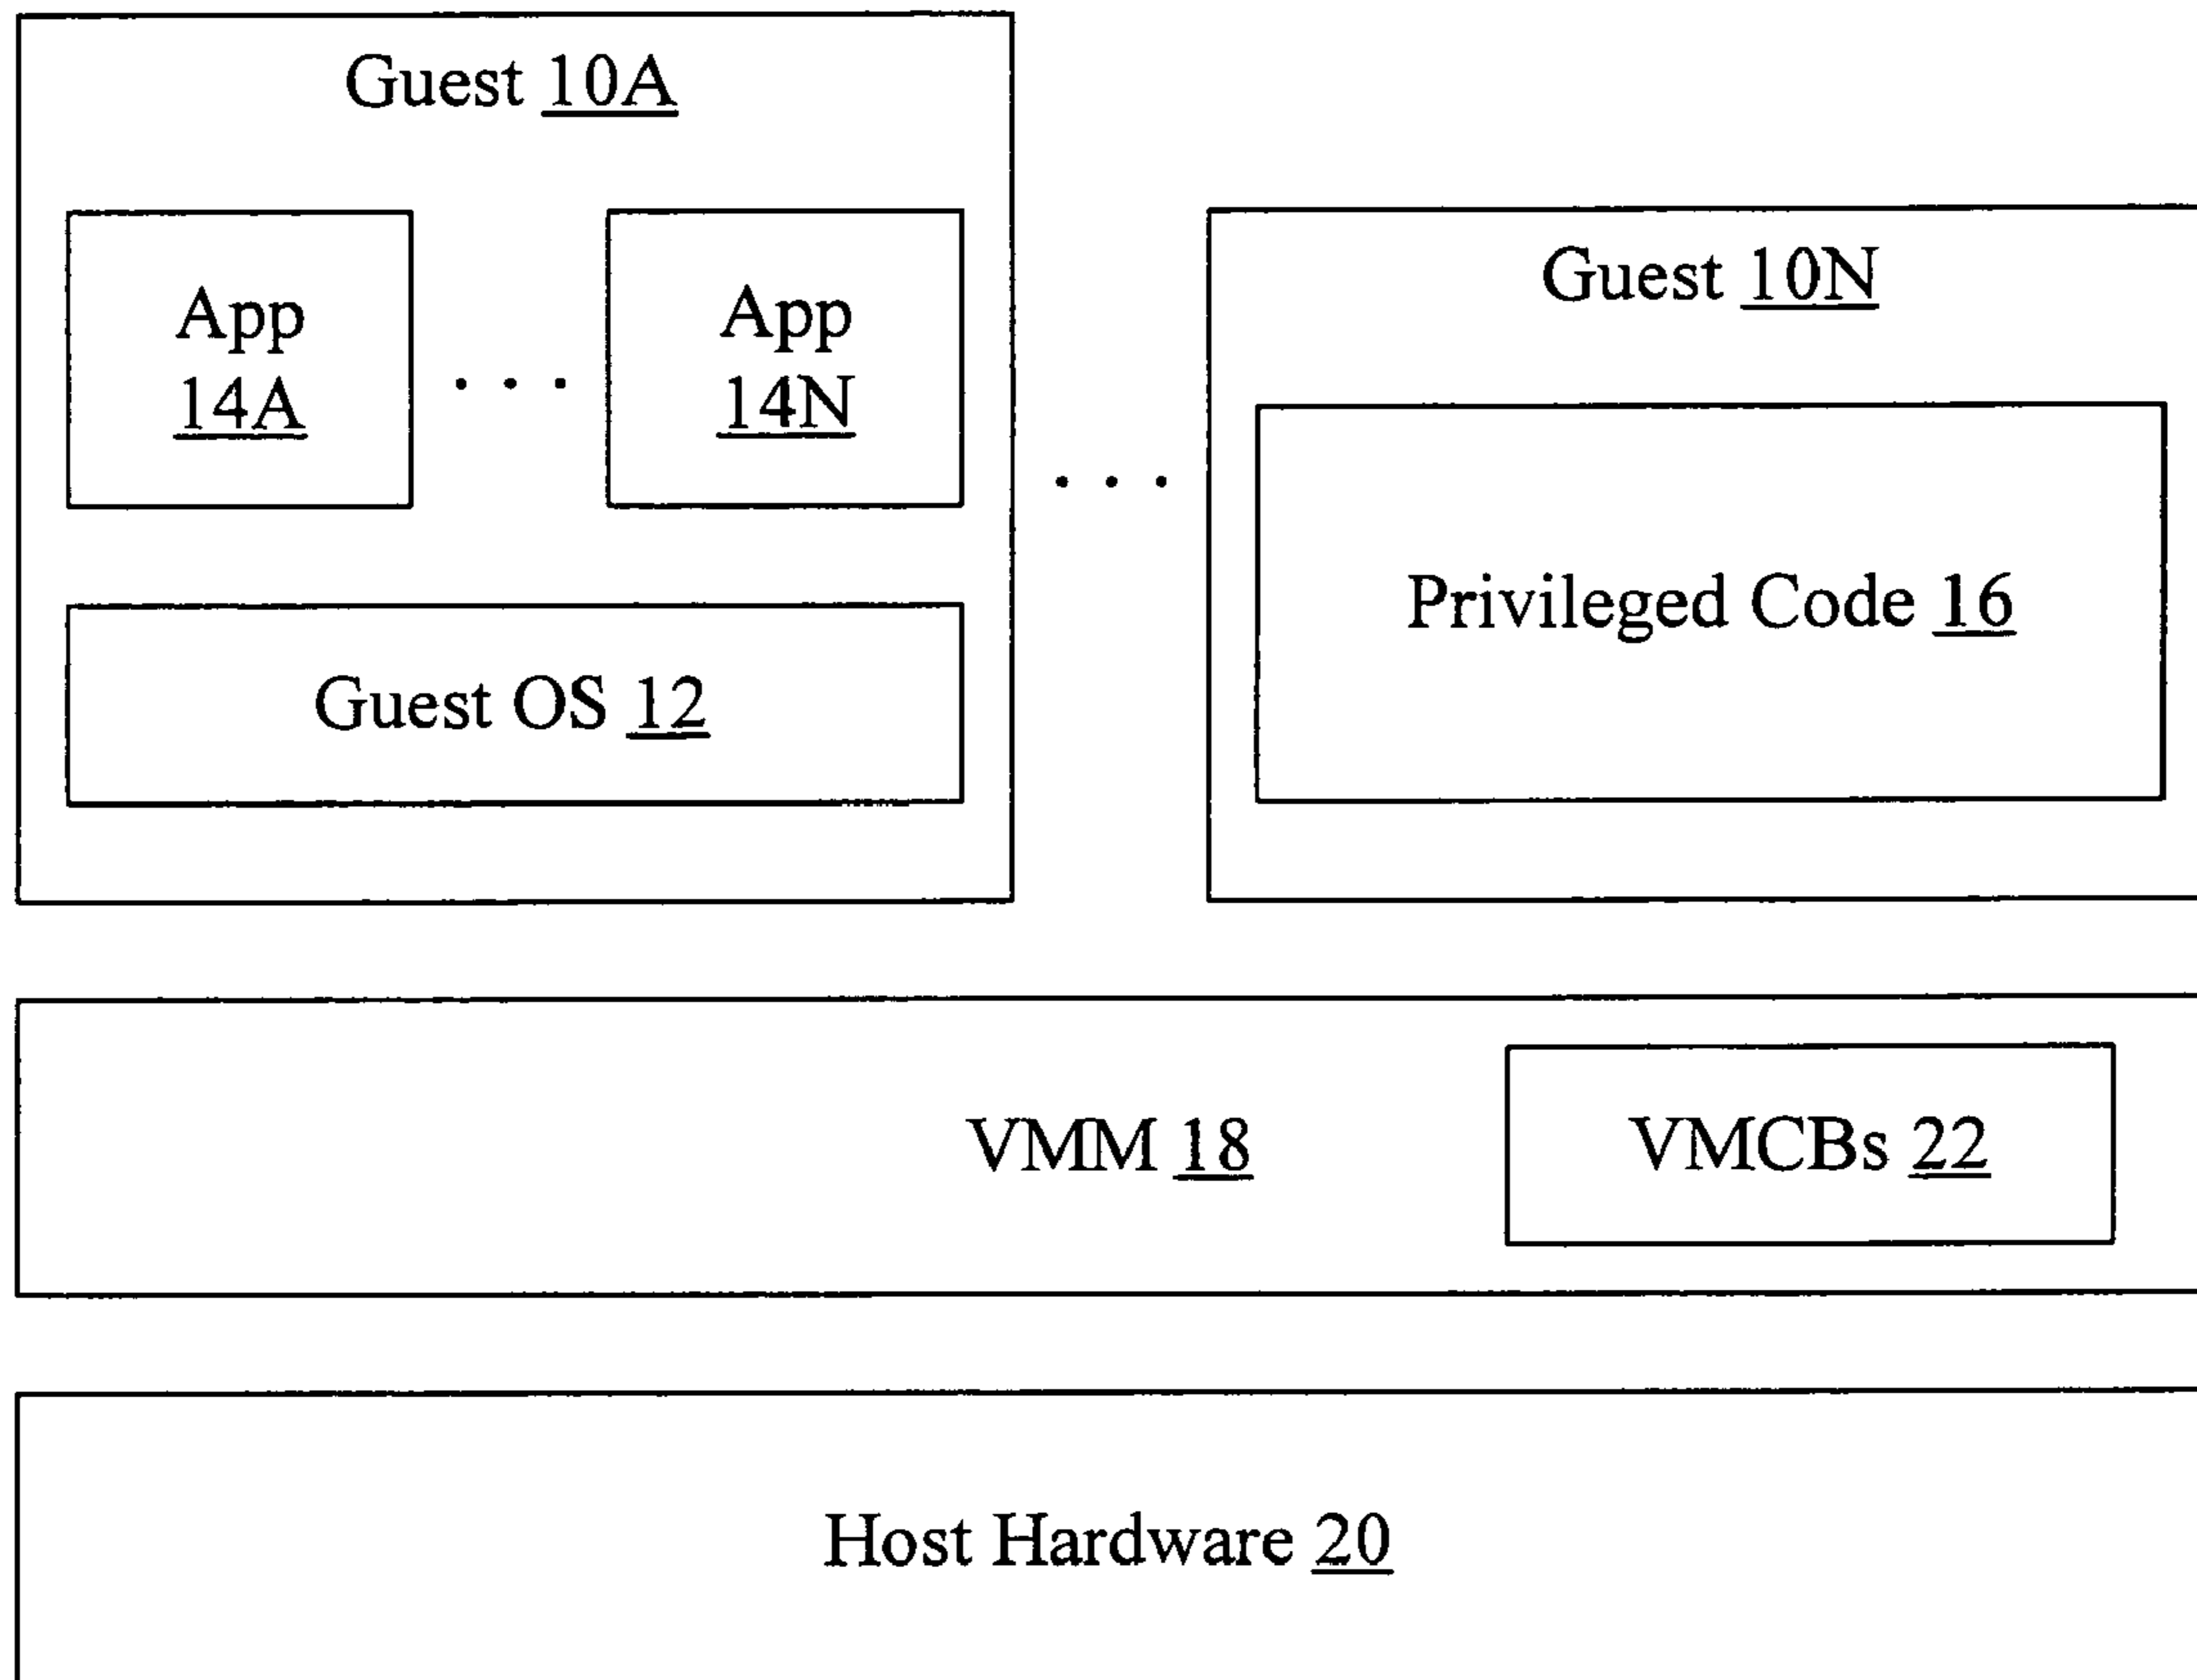 Guest 10A
App
14A
. . .
App
14N
Guest OS 12
. . .
Guest 10N
Privileged Code 16
VMM 18
VMCBs 22
Host Hardware 20